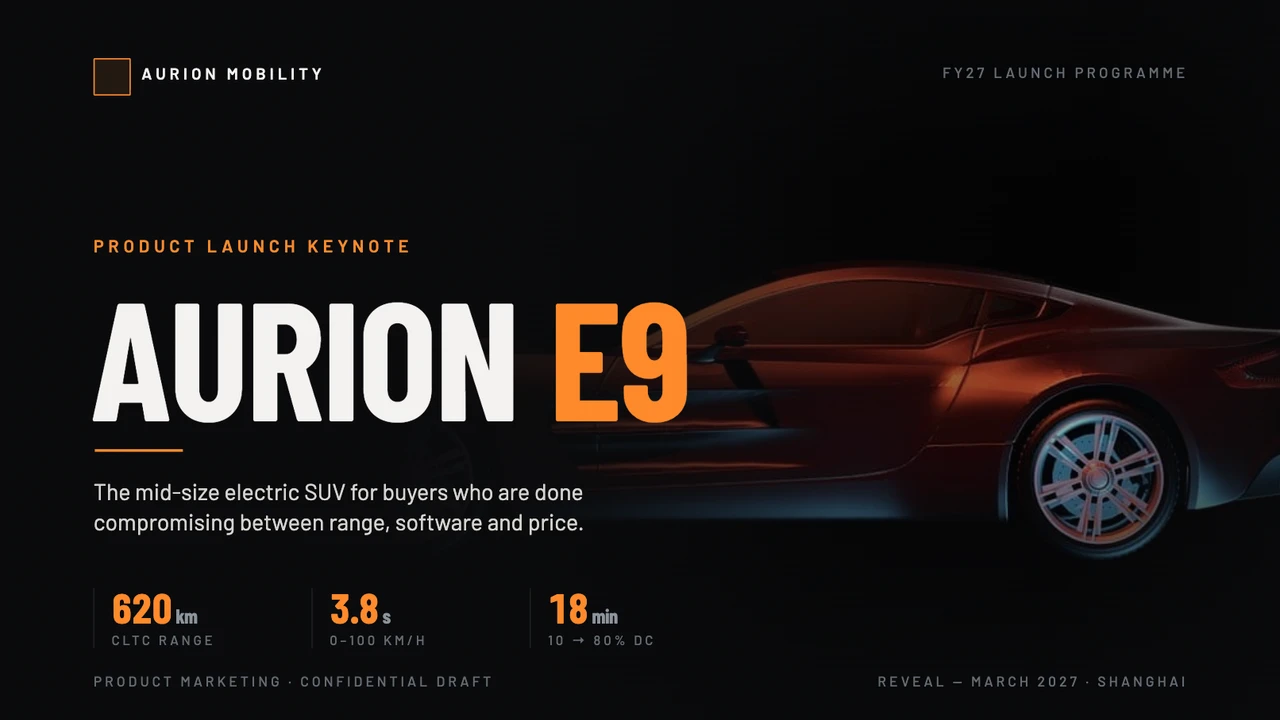 AURION MOBILITY
FY27 LAUNCH PROGRAMME
PRODUCT LAUNCH KEYNOTE
AURION E9
The mid-size electric SUV for buyers who are done
compromising between range, software and price.
620 km
CLTC RANGE
3.8 s
0–100 KM/H
18 min
10 → 80% DC
PRODUCT MARKETING · CONFIDENTIAL DRAFT
REVEAL — MARCH 2027 · SHANGHAI